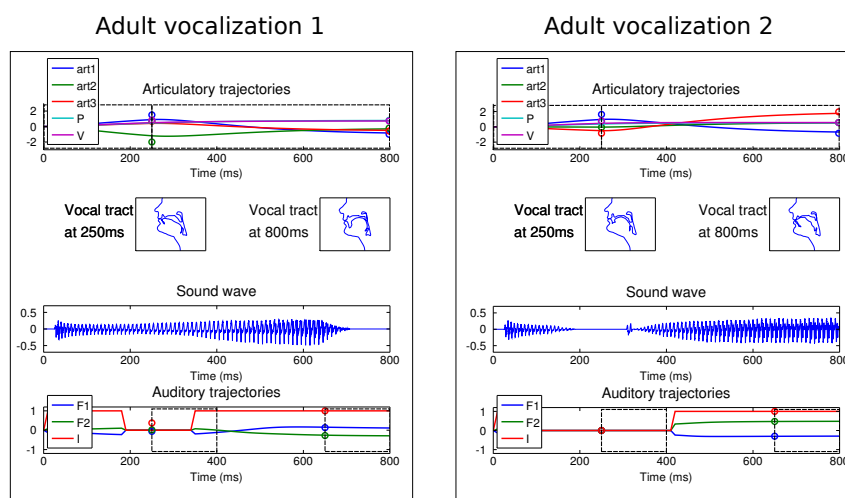 Adult vocalization 1
art1
art2
art3
P
V
Articulatory trajectories
2
0
-2
0 200 400 600 800
Time (ms)
Vocal tract
at 250ms
Vocal tract
at 800ms
Sound wave
0.5
0
-0.5
0 200 400 600 800
Time (ms)
Auditory trajectories
F1
F2
I
1
0
-1
0 200 400 600 800
Time (ms)
Adult vocalization 2
art1
art2
art3
P
V
Articulatory trajectories
2
0
-2
0 200 400 600 800
Time (ms)
Vocal tract
at 250ms
Vocal tract
at 800ms
Sound wave
0.5
0
-0.5
0 200 400 600 800
Time (ms)
Auditory trajectories
F1
F2
I
1
0
-1
0 200 400 600 800
Time (ms)